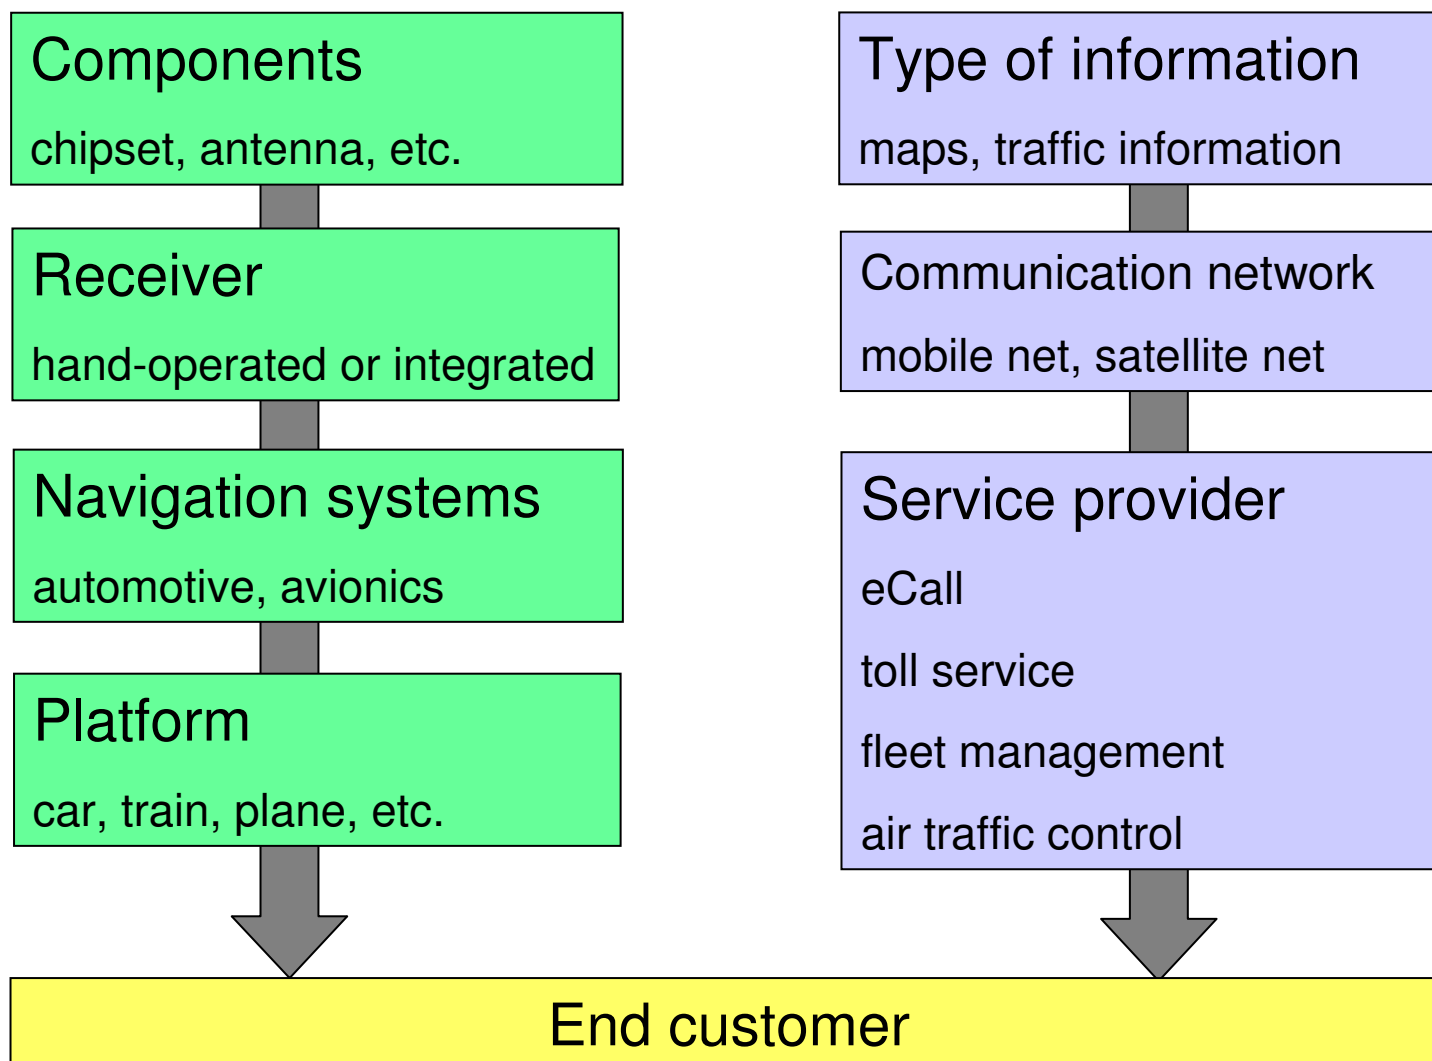 Components
chipset, antenna, etc.
Receiver
hand-operated or integrated
Navigation systems
automotive, avionics
Platform
car, train, plane, etc.
Type of information
maps, traffic information
Communication network
mobile net, satellite net
Service provider
eCall
toll service
fleet management
air traffic control
End customer